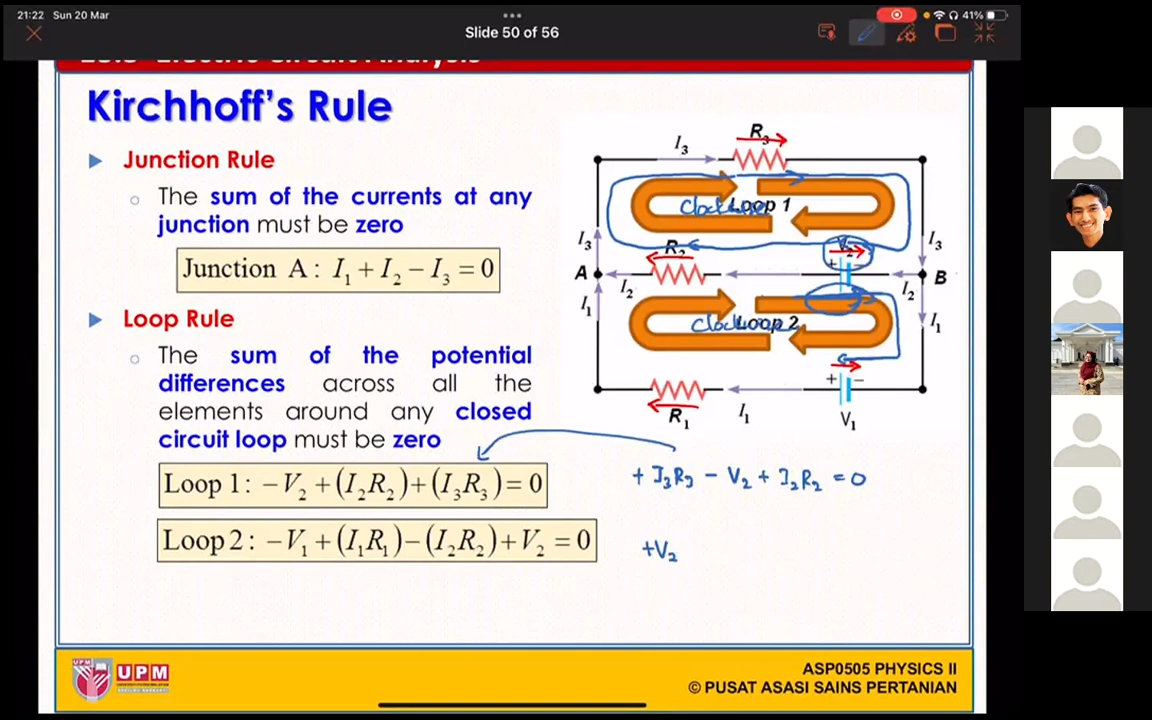 21:22 Sun 20 Mar
41%
Slide 50 of 56
Kirchhoff's Rule
Junction Rule
The sum of the currents at any
junction must be zero
Junction A : I₁ + I₂ − I₃ = 0
Loop Rule
The sum of the potential
differences across all the
elements around any closed
circuit loop must be zero
Loop 1 : −V₂ + (I₂R₂) + (I₃R₃) = 0
Loop 2 : −V₁ + (I₁R₁) − (I₂R₂) + V₂ = 0
I₃
R₃
Loop 1
I₃
I₃
R₂
V₂
+
A
B
I₂
I₂
I₁
Loop 2
I₁
+ −
R₁
I₁
V₁
+ I₃R₃ − V₂ + I₂R₂ = 0
+V₂
UPM
UPM
ASP0505 PHYSICS II
© PUSAT ASASI SAINS PERTANIAN